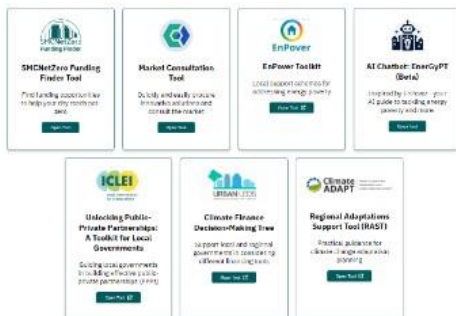 SMCNetZero
Funding Finder
SMCNetZero Funding
Finder Tool
Find funding opportunities
to help your city reach net
zero.
Open Tool
Market Consultation
Tool
Quickly and easily procure
innovative solutions and
consult the market
Open Tool
EnPover
EnPover Toolkit
Local support schemes for
addressing energy poverty
Open Tool
AI Chatbot: EnerGyPT
(Beta)
Inspired by EnPover - your
AI guide to tackling energy
poverty and more
Open Tool
ICLEI
Unlocking Public-
Private Partnerships:
A Toolkit for Local
Governments
Guiding local governments
in building effective public-
private partnerships (PPPs)
Open Tool
URBAN LEDS
Climate Finance
Decision-Making Tree
Support local and regional
governments in considering
different financing tools
Open Tool
Climate
ADAPT
Regional Adaptations
Support Tool (RAST)
Practical guidance for
climate change adaptation
planning
Open Tool